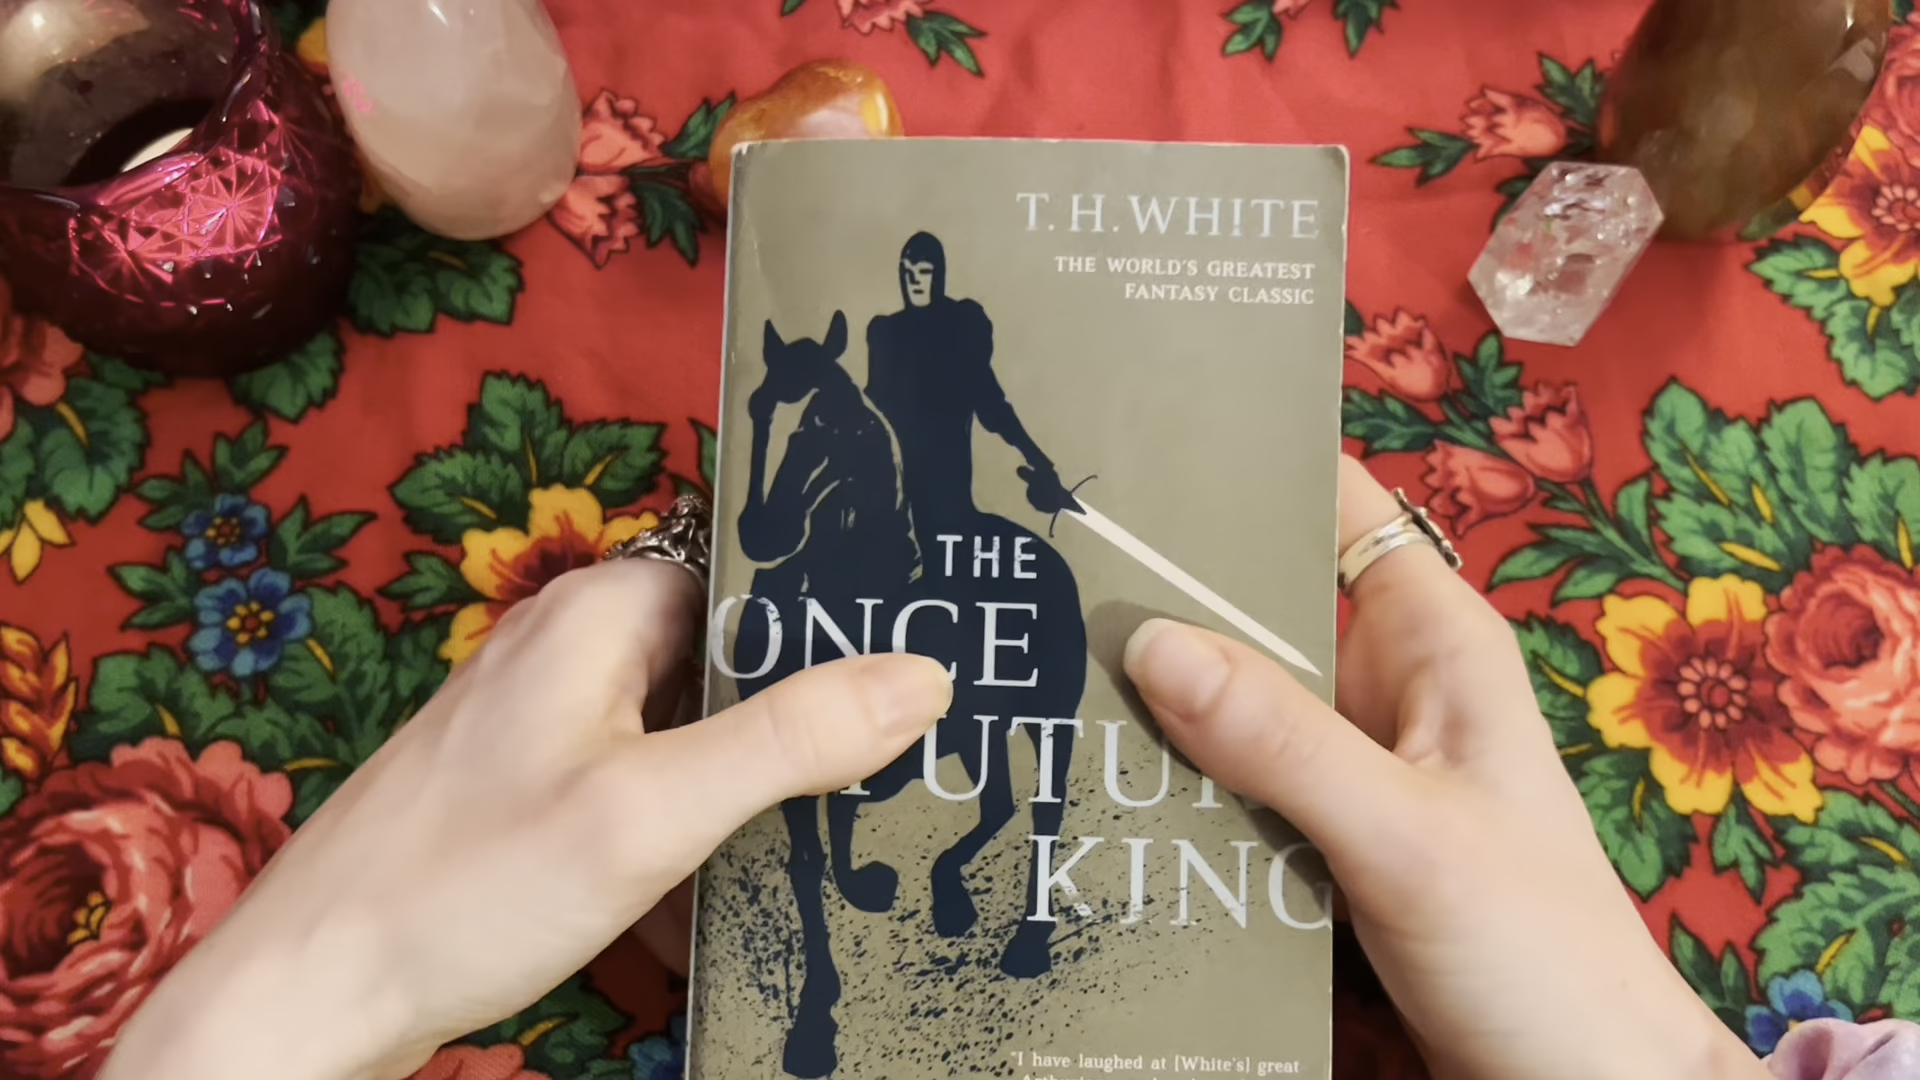 T. H. WHITE
THE WORLD'S GREATEST
FANTASY CLASSIC
THE
ONCE
FUTURE
KING
"I have laughed at [White's] great